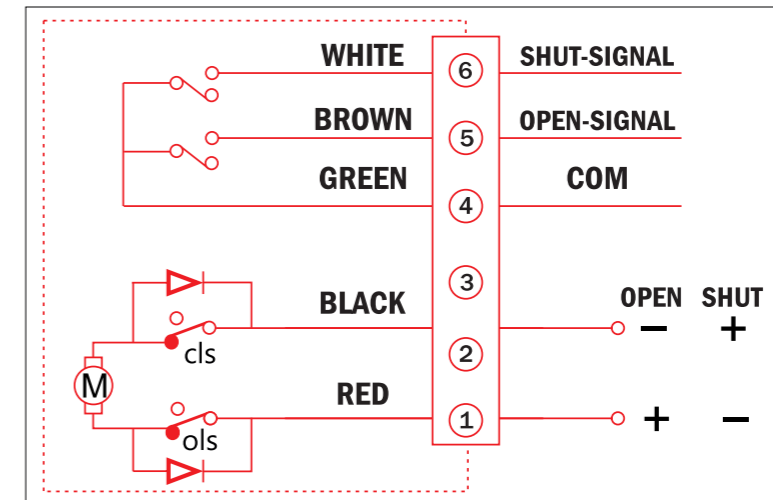 WHITE 6 SHUT-SIGNAL
BROWN 5 OPEN-SIGNAL
GREEN 4 COM
3
OPEN SHUT
BLACK − +
cls
2
M
RED 1 + −
ols